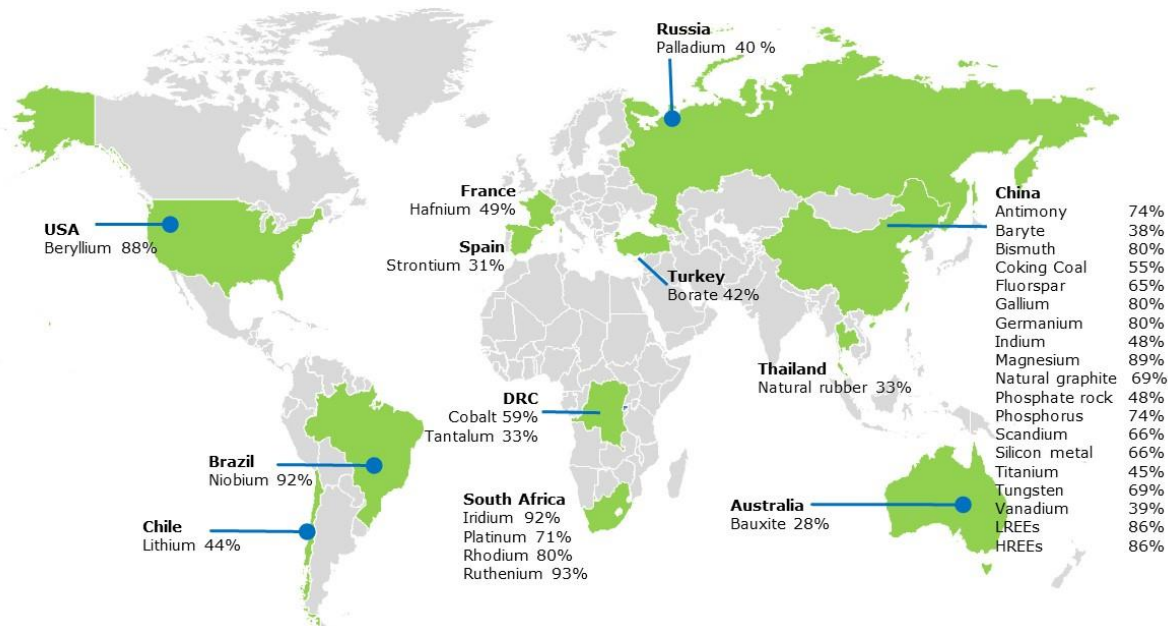 Russia
Palladium 40 %
France
Hafnium 49%
Spain
Strontium 31%
USA
Beryllium 88%
Turkey
Borate 42%
China
Antimony 74%
Baryte 38%
Bismuth 80%
Coking Coal 55%
Fluorspar 65%
Gallium 80%
Germanium 80%
Indium 48%
Magnesium 89%
Natural graphite 69%
Phosphate rock 48%
Phosphorus 74%
Scandium 66%
Silicon metal 66%
Titanium 45%
Tungsten 69%
Vanadium 39%
LREEs 86%
HREEs 86%
Thailand
Natural rubber 33%
DRC
Cobalt 59%
Tantalum 33%
Brazil
Niobium 92%
Chile
Lithium 44%
South Africa
Iridium 92%
Platinum 71%
Rhodium 80%
Ruthenium 93%
Australia
Bauxite 28%